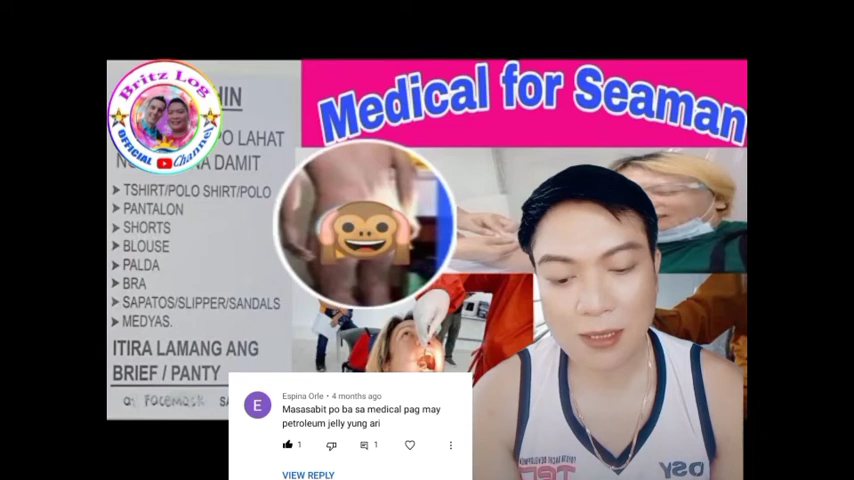 Britz Log
OFFICIAL Channel
Medical for Seaman
PO LAHAT
DAMIT
➤ TSHIRT/POLO SHIRT/POLO
➤ PANTALON
➤ SHORTS
➤ BLOUSE
➤ PALDA
➤ BRA
➤ SAPATOS/SLIPPER/SANDALS
➤ MEDYAS.
ITIRA LAMANG ANG
BRIEF / PANTY
E
Espina Orle • 4 months ago
Masasabit po ba sa medical pag may
petroleum jelly yung ari
1
1
VIEW REPLY